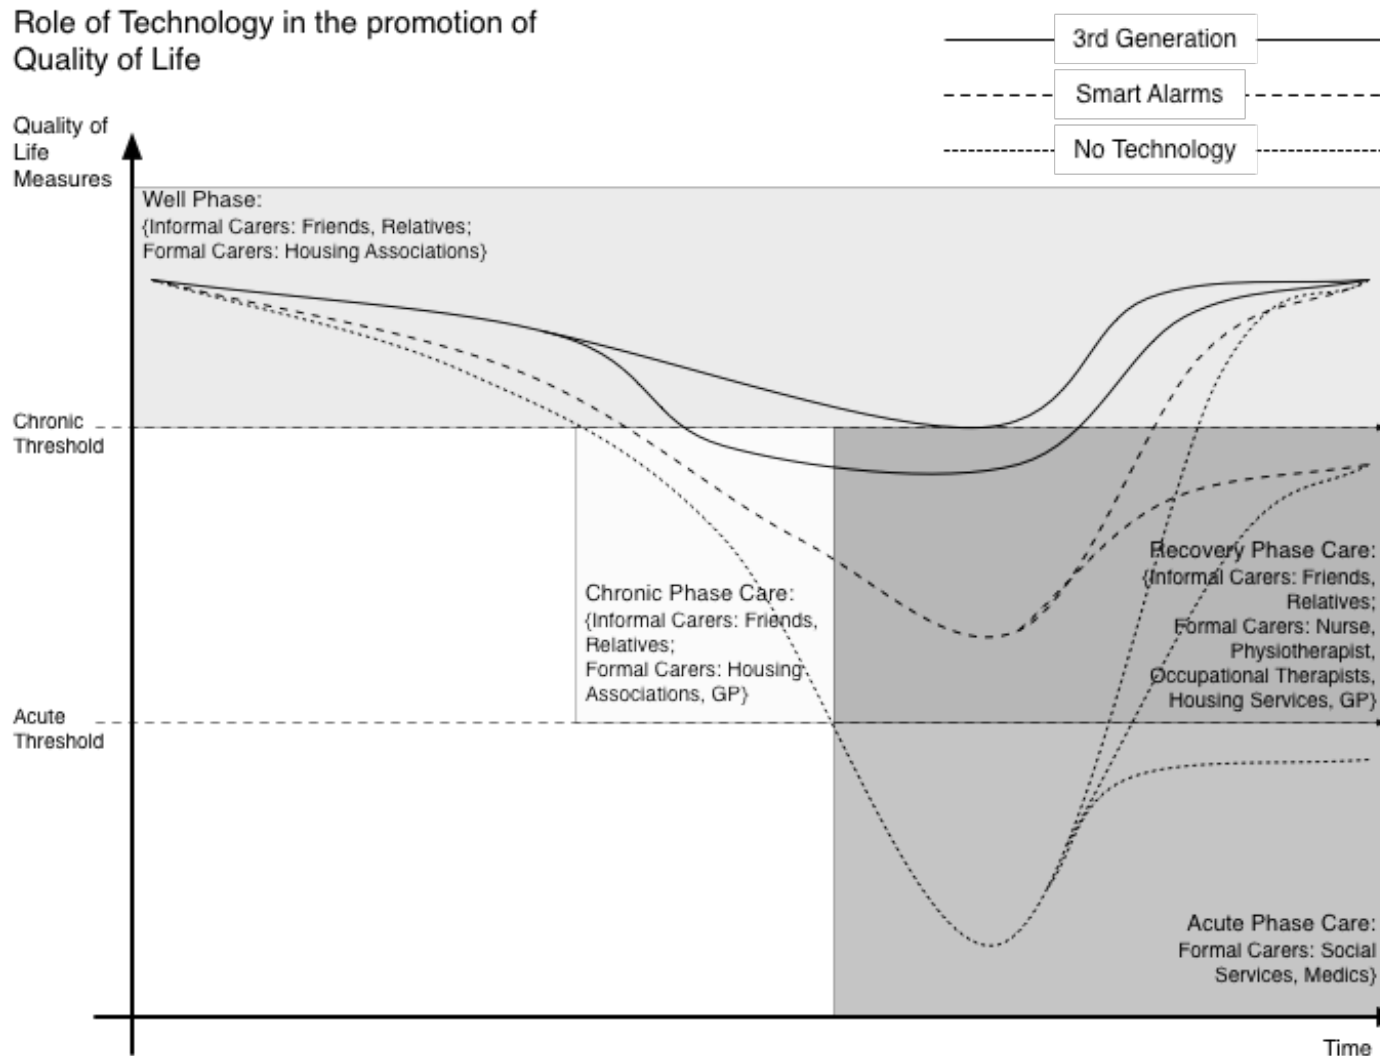 Role of Technology in the promotion of
Quality of Life
3rd Generation
Smart Alarms
No Technology
Quality of
Life
Measures
Well Phase:
{Informal Carers: Friends, Relatives;
Formal Carers: Housing Associations}
Chronic
Threshold
Chronic Phase Care:
{Informal Carers: Friends,
Relatives;
Formal Carers: Housing
Associations, GP}
Recovery Phase Care:
{Informal Carers: Friends,
Relatives;
Formal Carers: Nurse,
Physiotherapist,
Occupational Therapists,
Housing Services, GP}
Acute
Threshold
Acute Phase Care:
Formal Carers: Social
Services, Medics}
Time